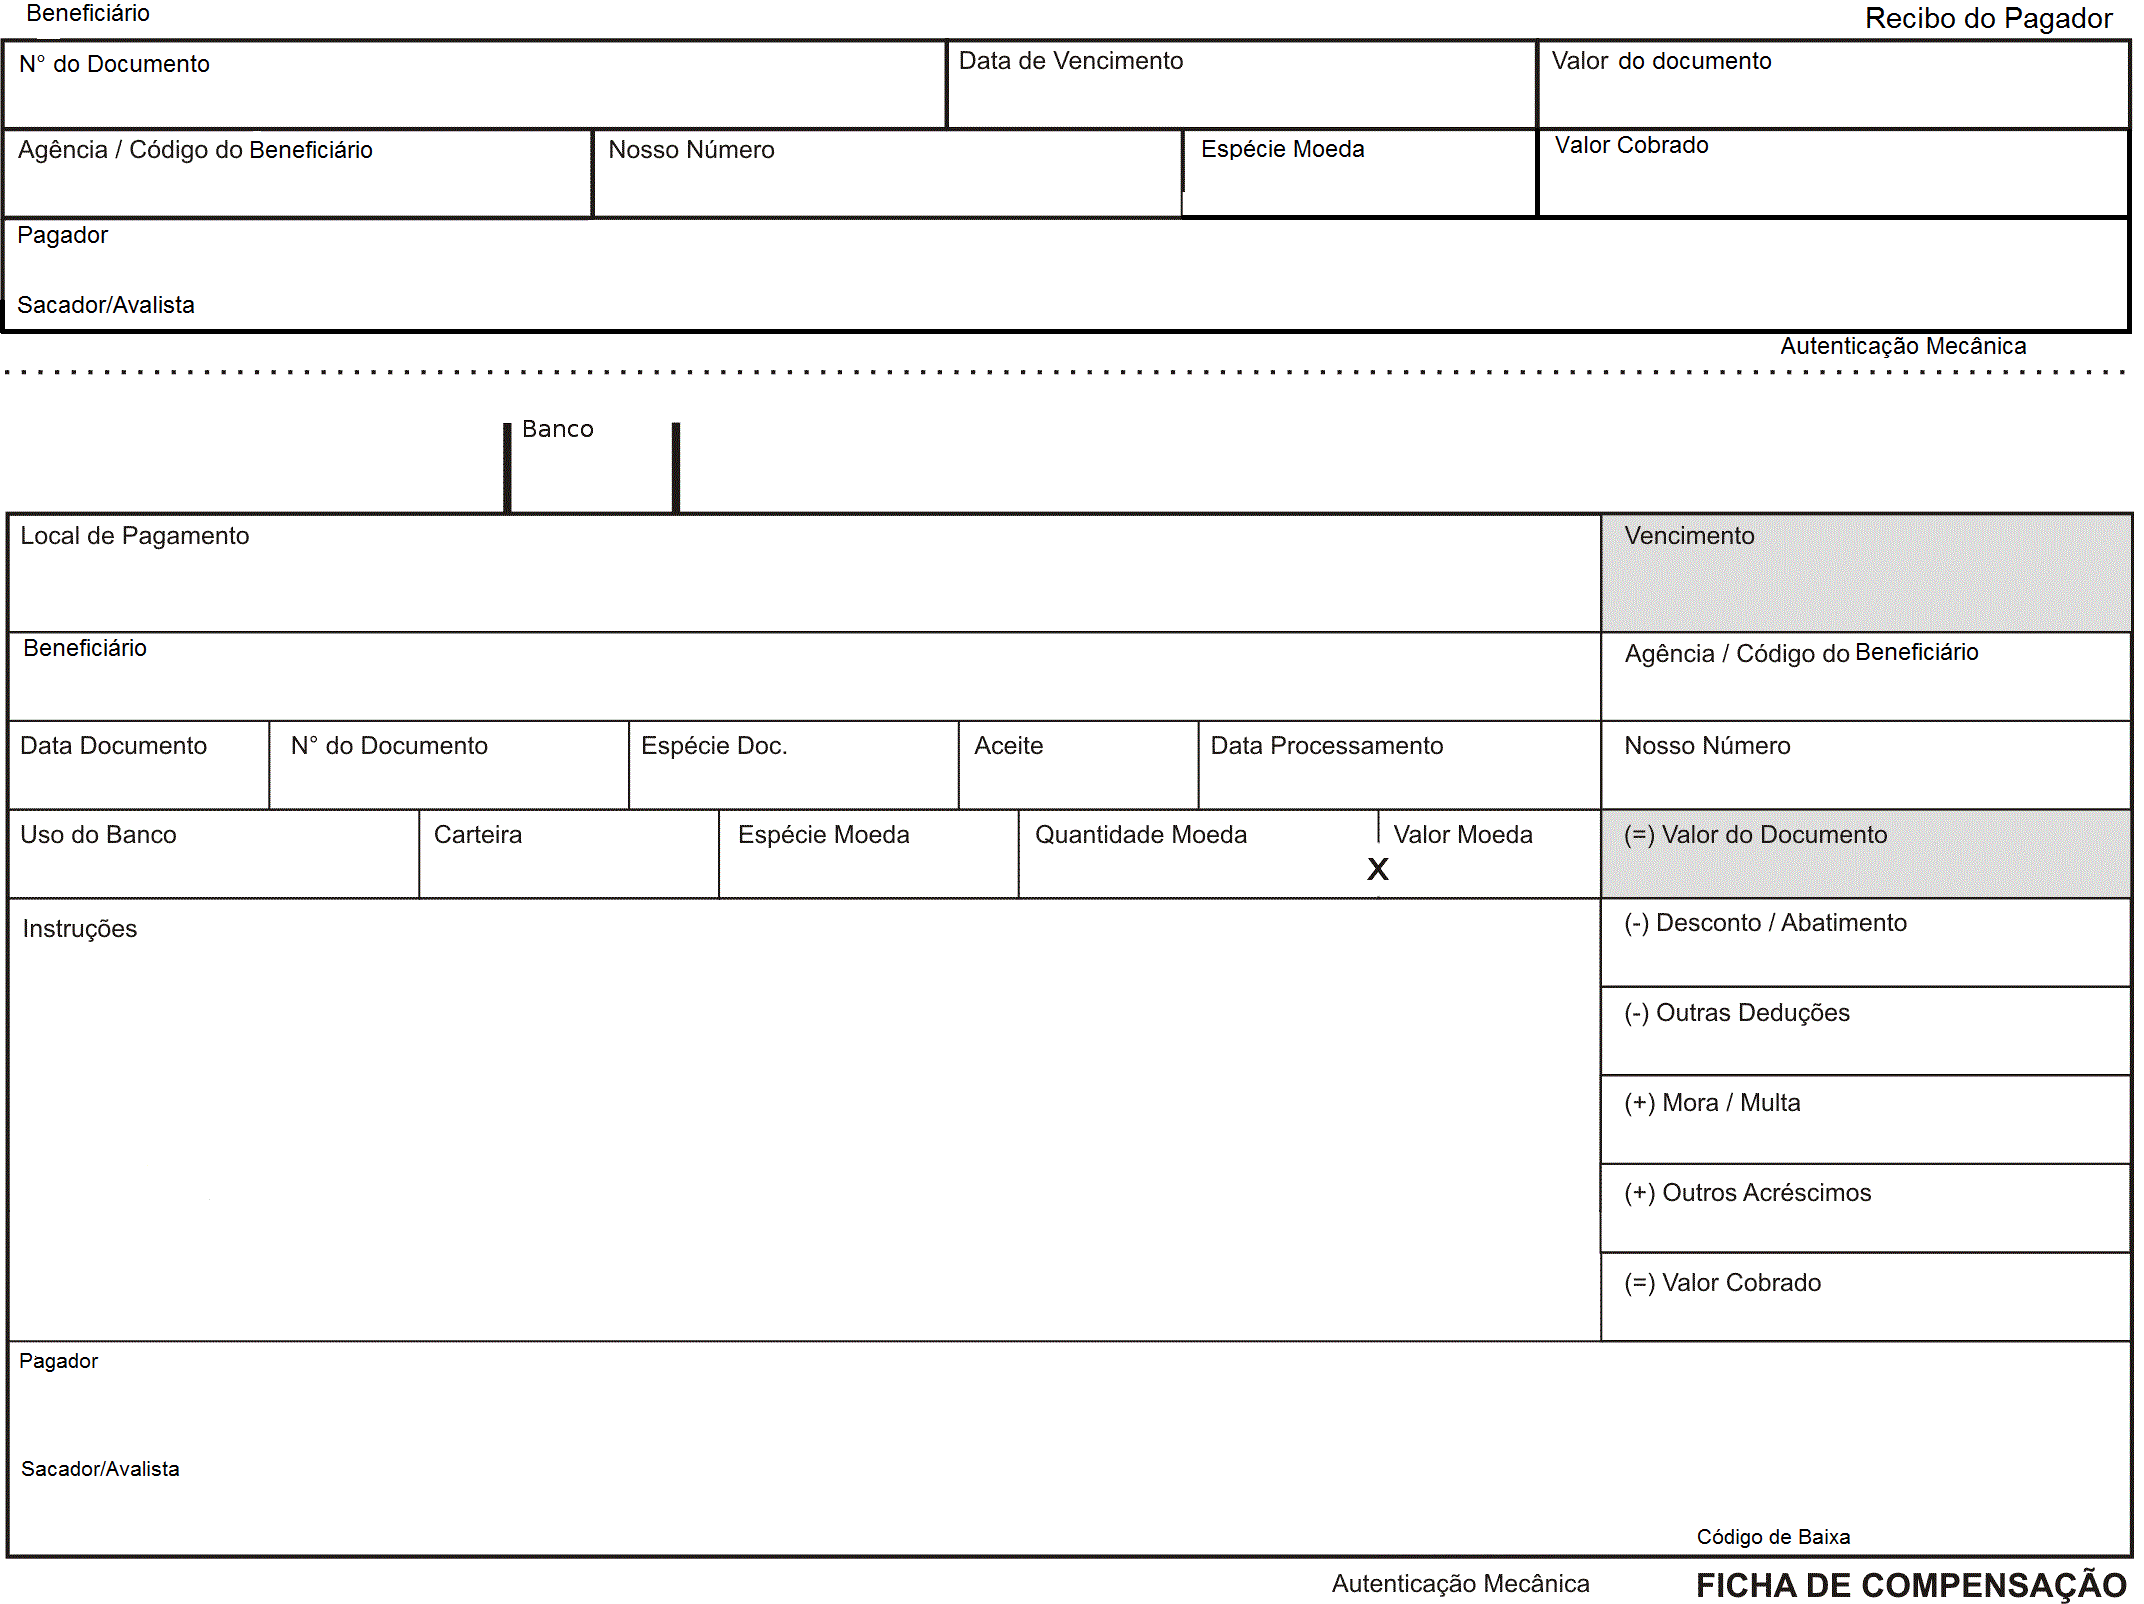 Beneficiário
Recibo do Pagador
N° do Documento
Data de Vencimento
Valor do documento
Agência / Código do Beneficiário
Nosso Número
Espécie Moeda
Valor Cobrado
Pagador
Sacador/Avalista
Autenticação Mecânica
Banco
Local de Pagamento
Vencimento
Beneficiário
Agência / Código do Beneficiário
Data Documento
N° do Documento
Espécie Doc.
Aceite
Data Processamento
Nosso Número
Uso do Banco
Carteira
Espécie Moeda
Quantidade Moeda
X
Valor Moeda
(=) Valor do Documento
Instruções
(-) Desconto / Abatimento
(-) Outras Deduções
(+) Mora / Multa
(+) Outros Acréscimos
(=) Valor Cobrado
Pagador
Sacador/Avalista
Código de Baixa
Autenticação Mecânica
FICHA DE COMPENSAÇÃO